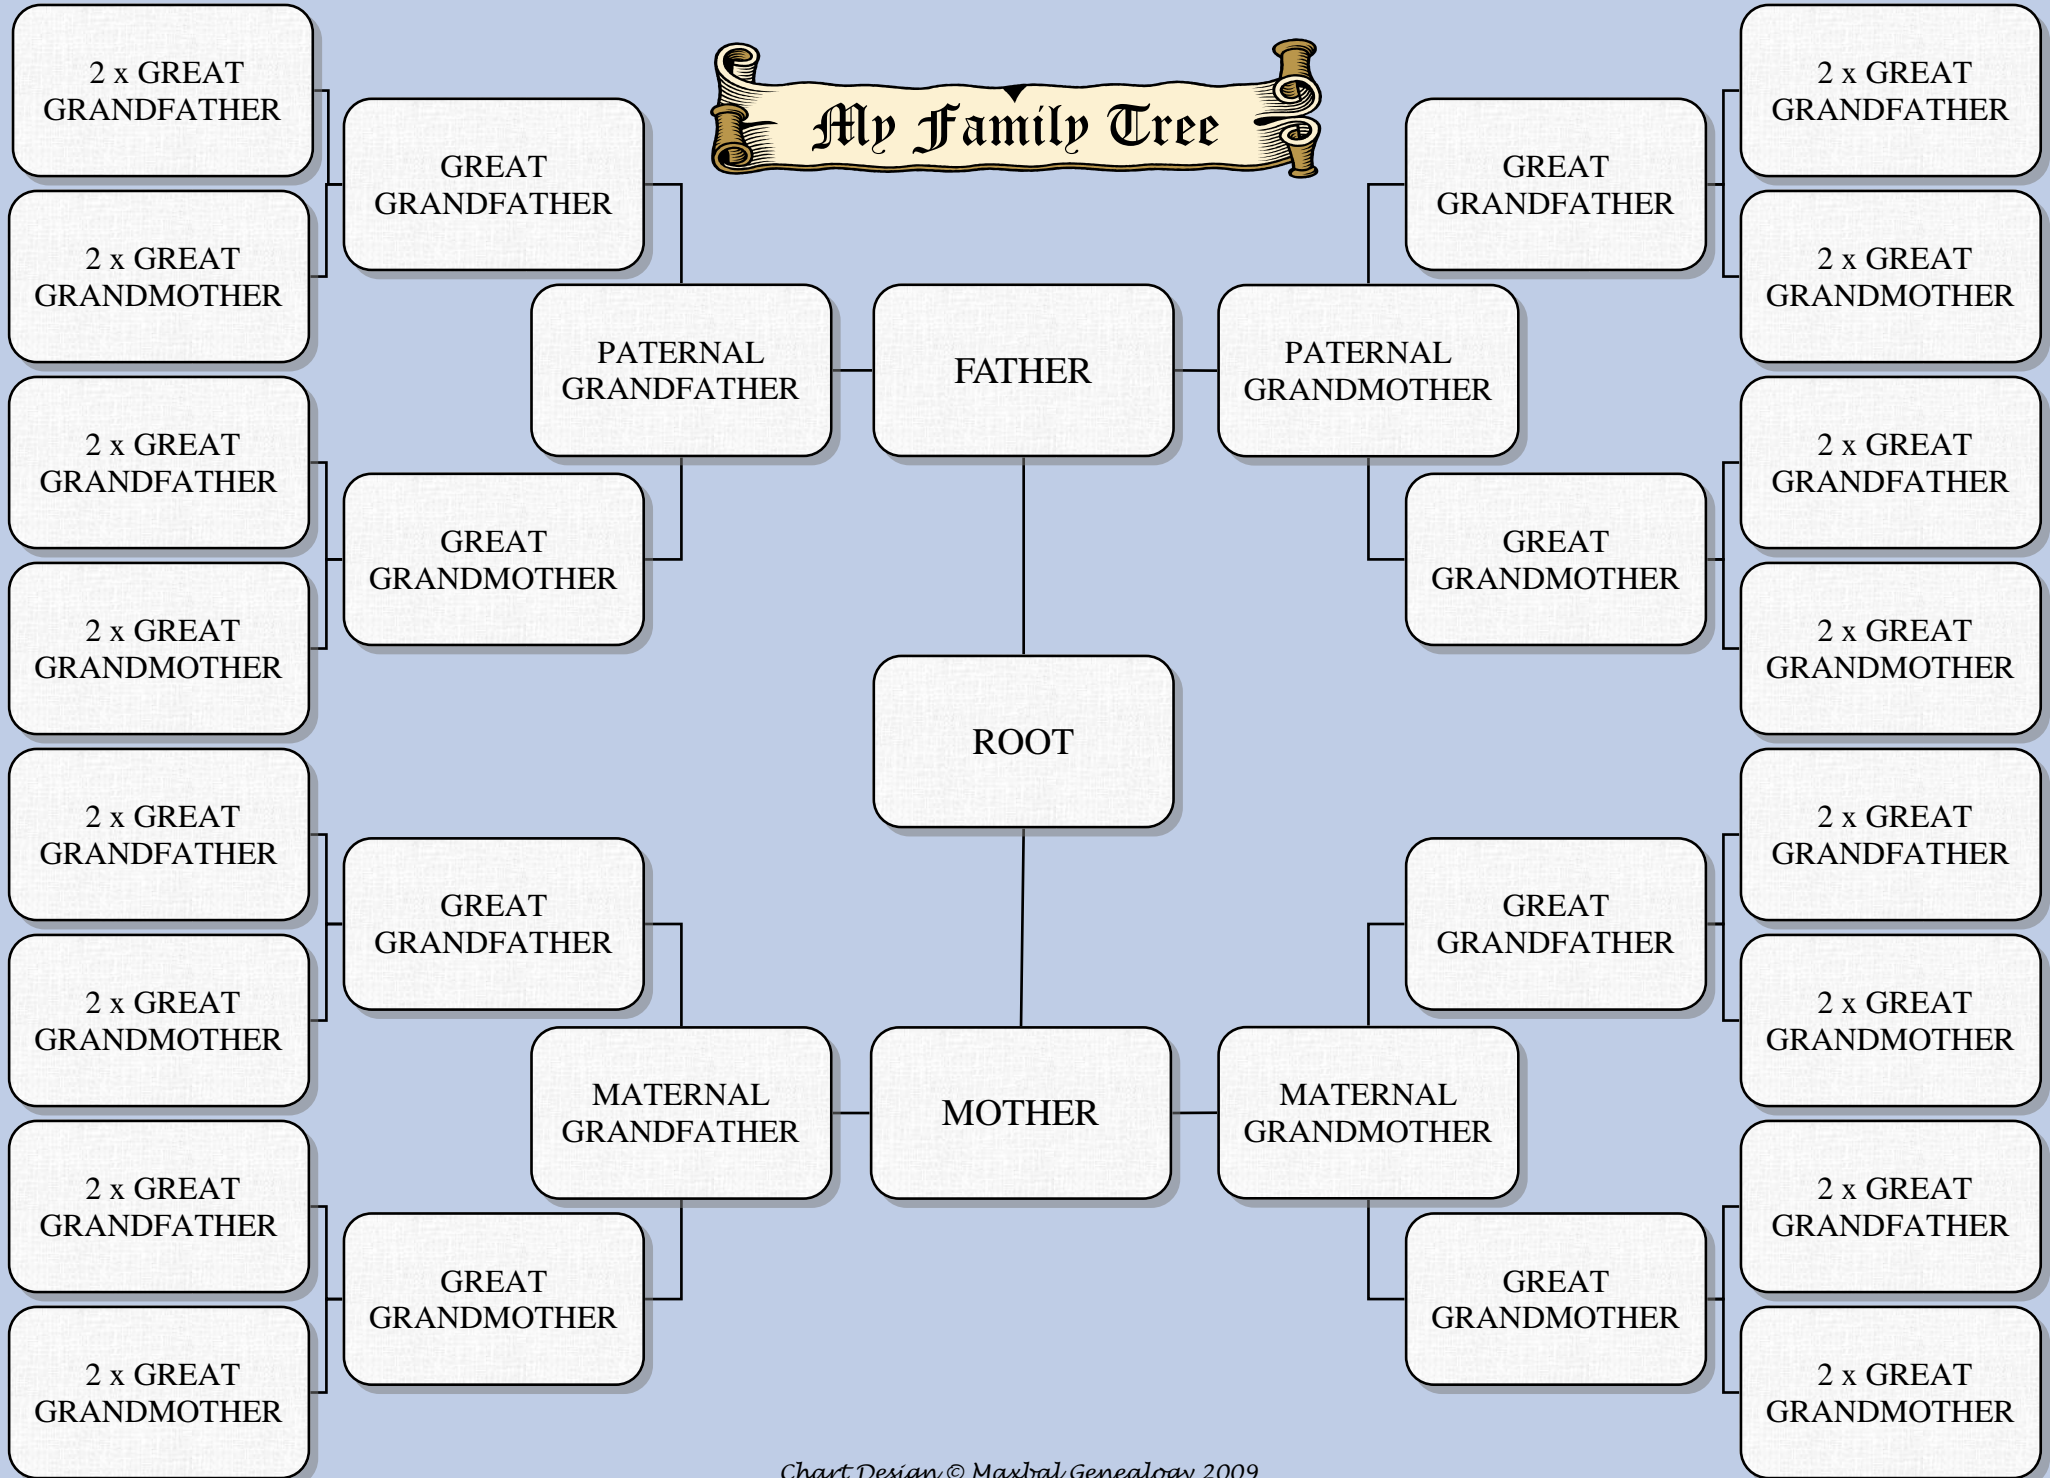 My Family Tree
2 x GREAT
GRANDFATHER
2 x GREAT
GRANDMOTHER
2 x GREAT
GRANDFATHER
2 x GREAT
GRANDMOTHER
2 x GREAT
GRANDFATHER
2 x GREAT
GRANDMOTHER
2 x GREAT
GRANDFATHER
2 x GREAT
GRANDMOTHER
GREAT
GRANDFATHER
GREAT
GRANDMOTHER
GREAT
GRANDFATHER
GREAT
GRANDMOTHER
PATERNAL
GRANDFATHER
MATERNAL
GRANDFATHER
FATHER
ROOT
MOTHER
PATERNAL
GRANDMOTHER
MATERNAL
GRANDMOTHER
GREAT
GRANDFATHER
GREAT
GRANDMOTHER
GREAT
GRANDFATHER
GREAT
GRANDMOTHER
2 x GREAT
GRANDFATHER
2 x GREAT
GRANDMOTHER
2 x GREAT
GRANDFATHER
2 x GREAT
GRANDMOTHER
2 x GREAT
GRANDFATHER
2 x GREAT
GRANDMOTHER
2 x GREAT
GRANDFATHER
2 x GREAT
GRANDMOTHER
Chart Design © Maxbal Genealogy 2009